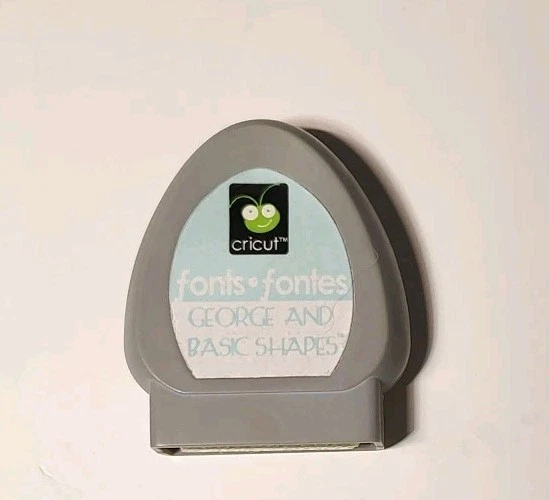 cricut™
fonts • fontes
GEORGE AND
BASIC SHAPES™